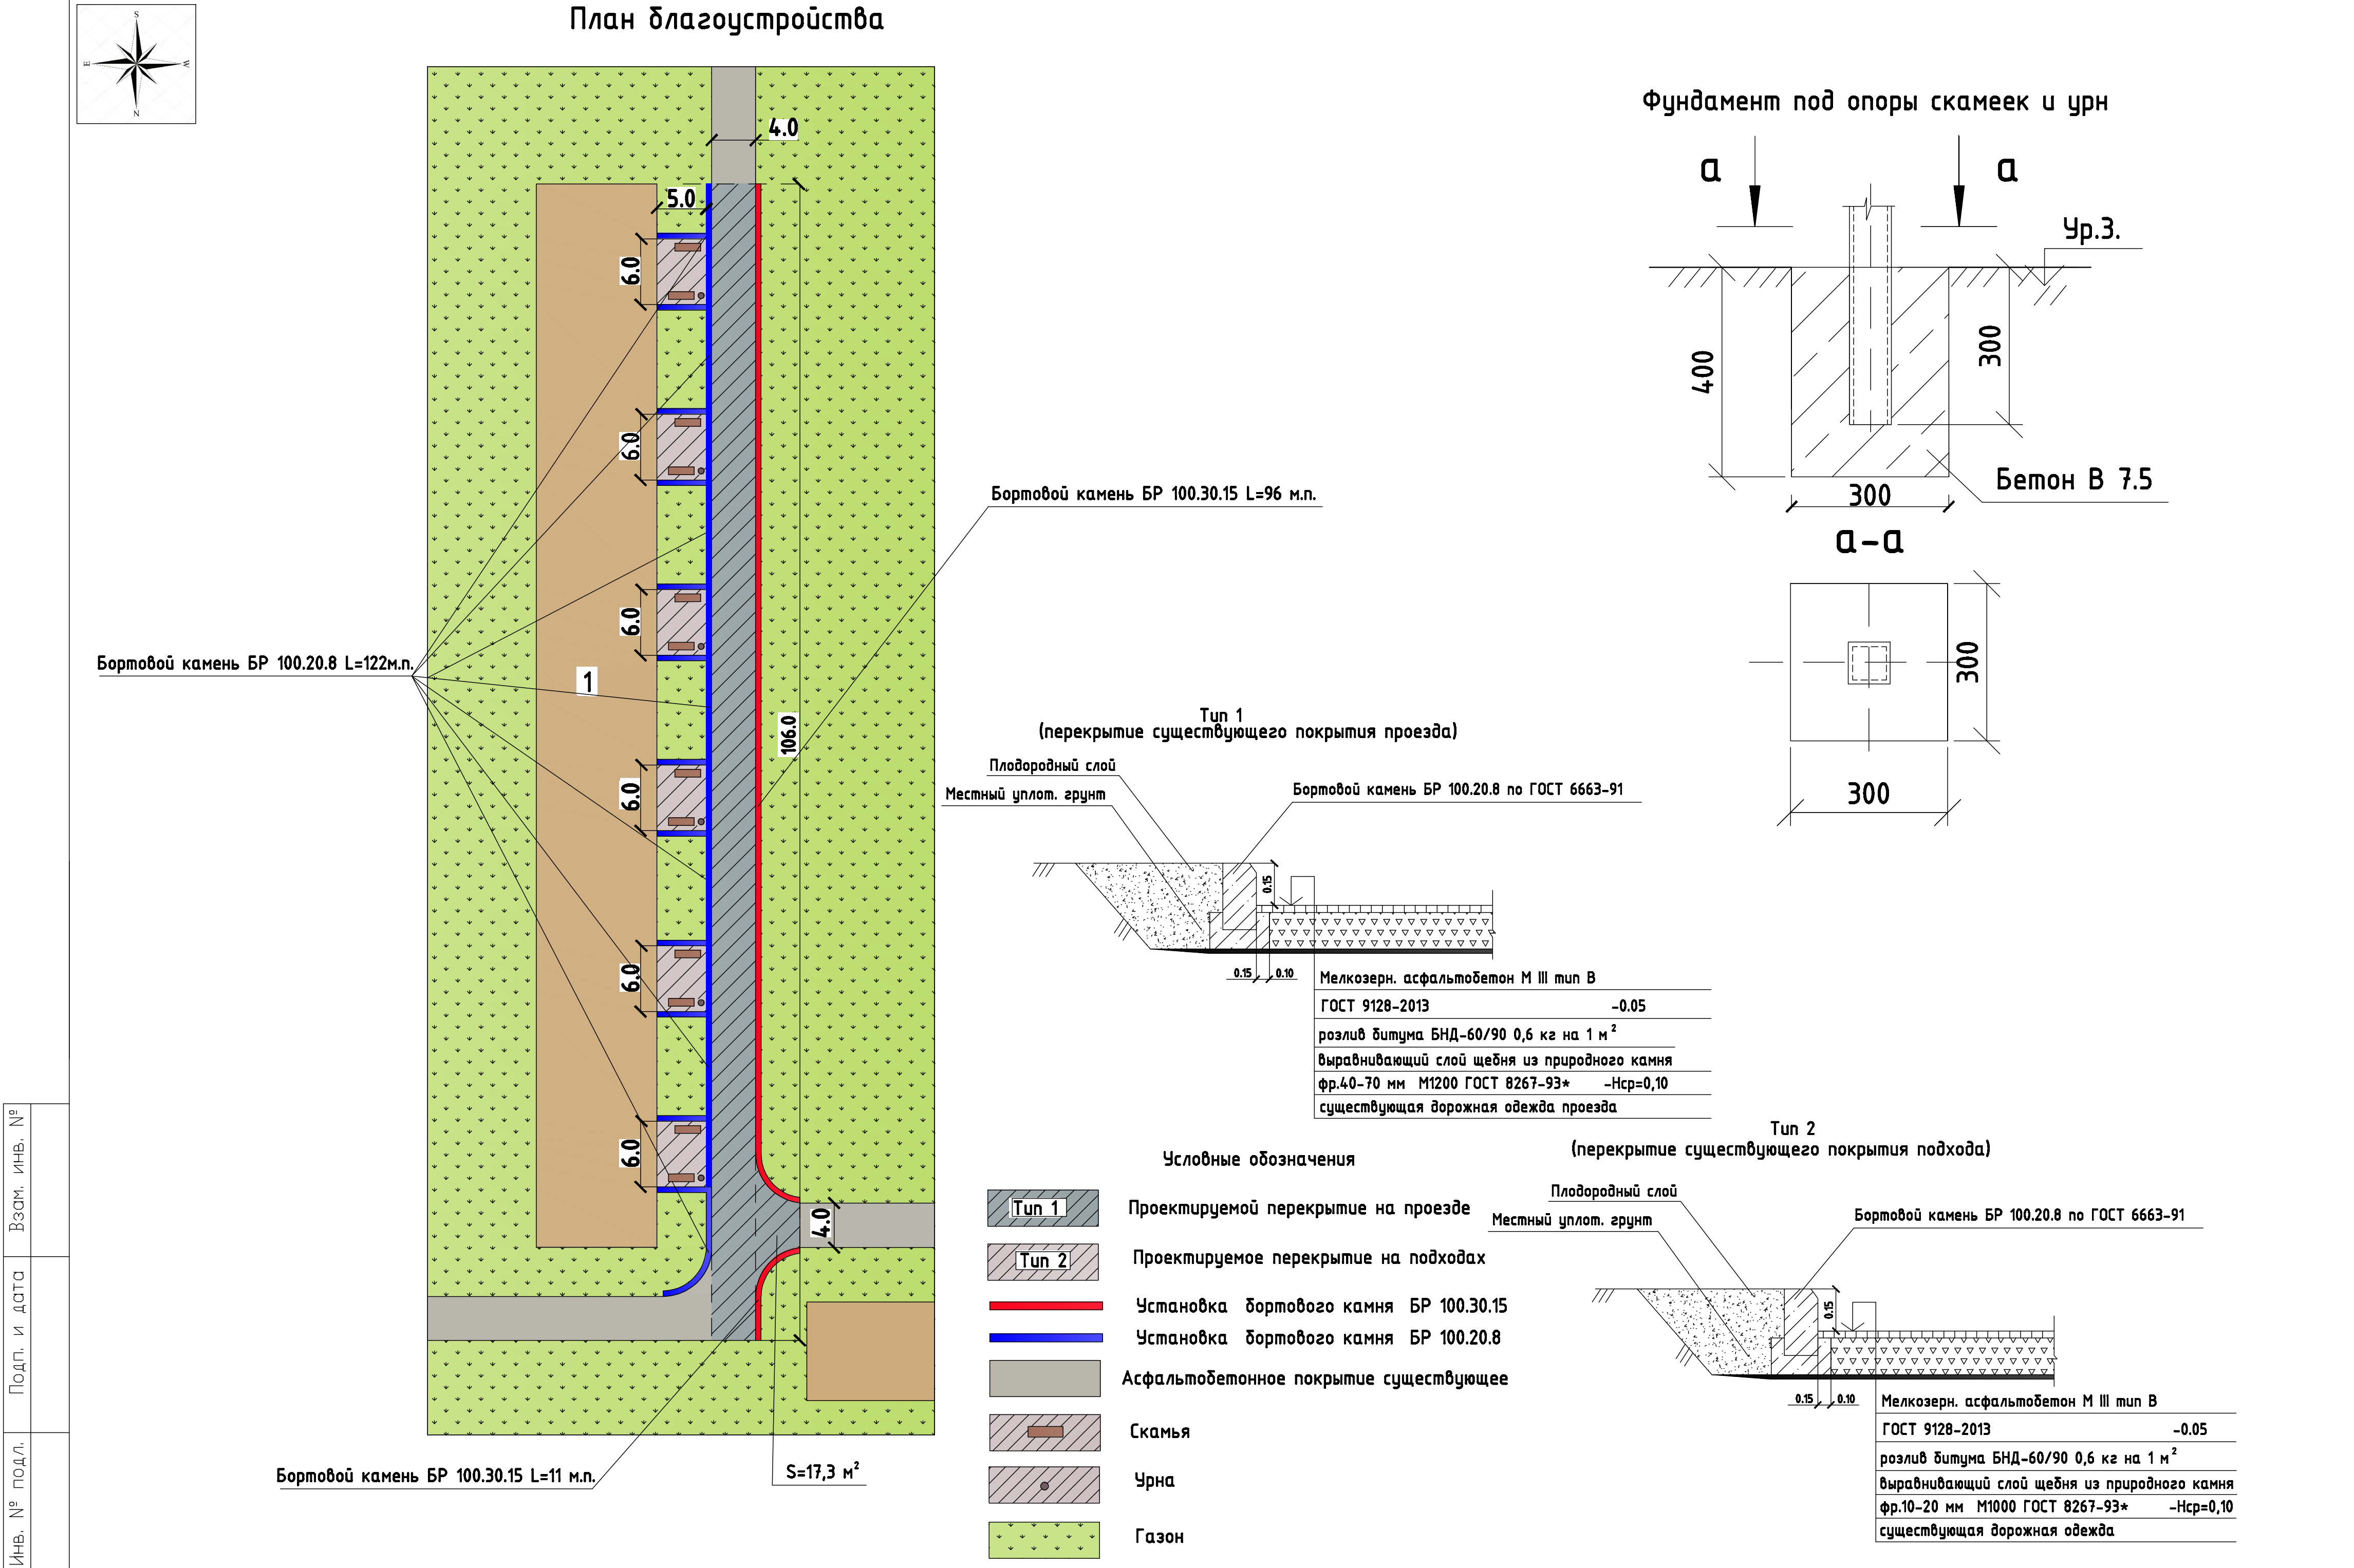 План благоустройства
S
E
W
N
4.0
5.0
6.0
6.0
6.0
6.0
6.0
6.0
1
106.0
4.0
Бортовой камень БР 100.20.8 L=122м.п.
Бортовой камень БР 100.30.15 L=96 м.п.
Бортовой камень БР 100.30.15 L=11 м.п.
S=17,3 м²
Фундамент под опоры скамеек и урн
а
а
Ур.З.
400
300
300
Бетон В 7.5
а-а
300
300
Тип 1
(перекрытие существующего покрытия проезда)
Плодородный слой
Местный уплот. грунт
Бортовой камень БР 100.20.8 по ГОСТ 6663-91
0.15
0.15
0.10
Мелкозерн. асфальтобетон М III тип В
ГОСТ 9128-2013 -0.05
розлив битума БНД-60/90 0,6 кг на 1 м²
выравнивающий слой щебня из природного камня
фр.40-70 мм М1200 ГОСТ 8267-93* -Нср=0,10
существующая дорожная одежда проезда
Тип 2
(перекрытие существующего покрытия подхода)
Плодородный слой
Местный уплот. грунт
Бортовой камень БР 100.20.8 по ГОСТ 6663-91
0.15
0.15
0.10
Мелкозерн. асфальтобетон М III тип В
ГОСТ 9128-2013 -0.05
розлив битума БНД-60/90 0,6 кг на 1 м²
выравнивающий слой щебня из природного камня
фр.10-20 мм М1000 ГОСТ 8267-93* -Нср=0,10
существующая дорожная одежда
Условные обозначения
Тип 1 Проектируемой перекрытие на проезде
Тип 2 Проектируемое перекрытие на подходах
Установка бортового камня БР 100.30.15
Установка бортового камня БР 100.20.8
Асфальтобетонное покрытие существующее
Скамья
Урна
Газон
Взам. инв. №
Подп. и дата
Инв. № подл.